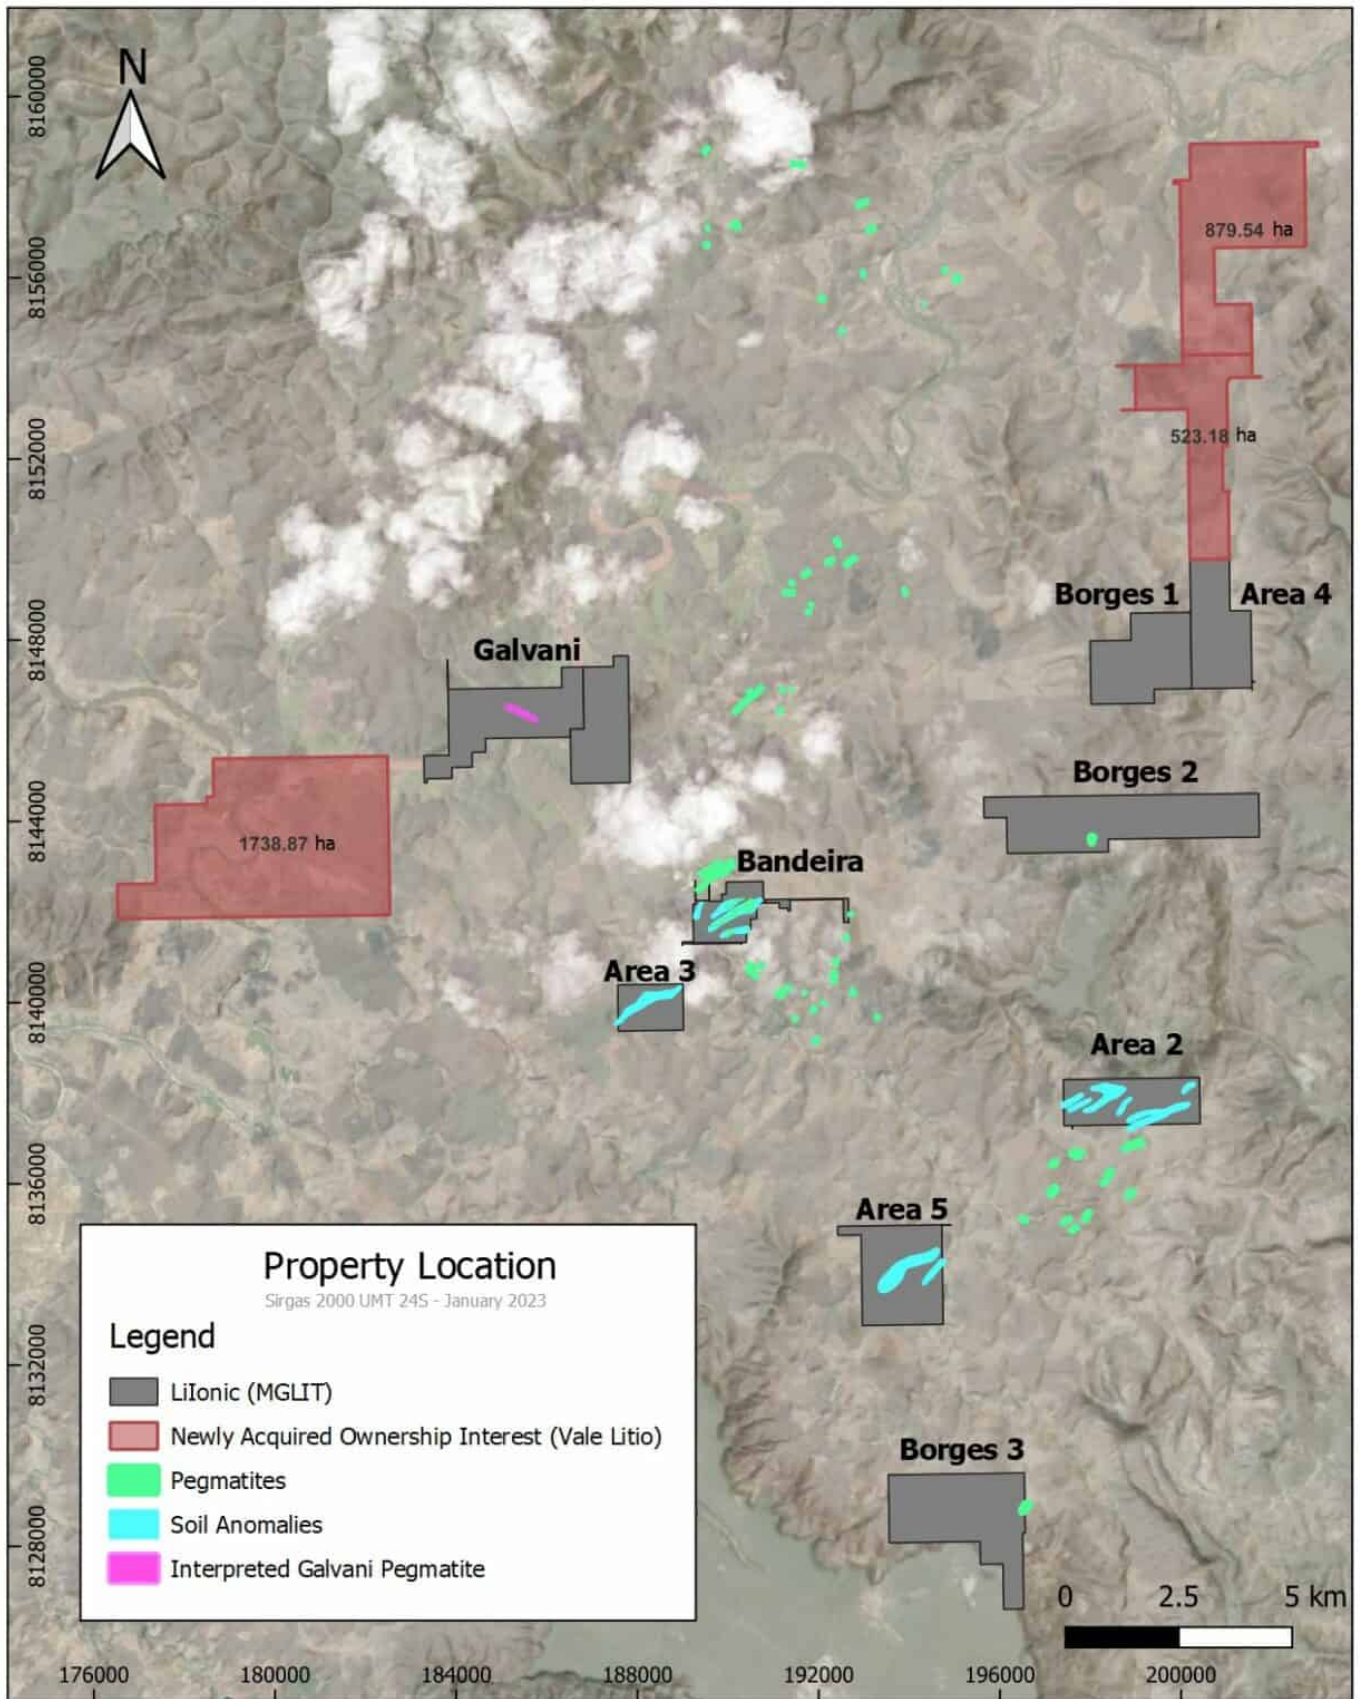 N
8160000
8156000
8152000
8148000
8144000
8140000
8136000
8132000
8128000
879.54 ha
523.18 ha
Borges 1
Area 4
Galvani
Borges 2
1738.87 ha
Bandeira
Area 3
Area 2
Area 5
Property Location
Sirgas 2000 UMT 24S - January 2023
Legend
LiIonic (MGLIT)
Newly Acquired Ownership Interest (Vale Litio)
Pegmatites
Soil Anomalies
Interpreted Galvani Pegmatite
Borges 3
0 2.5 5 km
176000 180000 184000 188000 192000 196000 200000